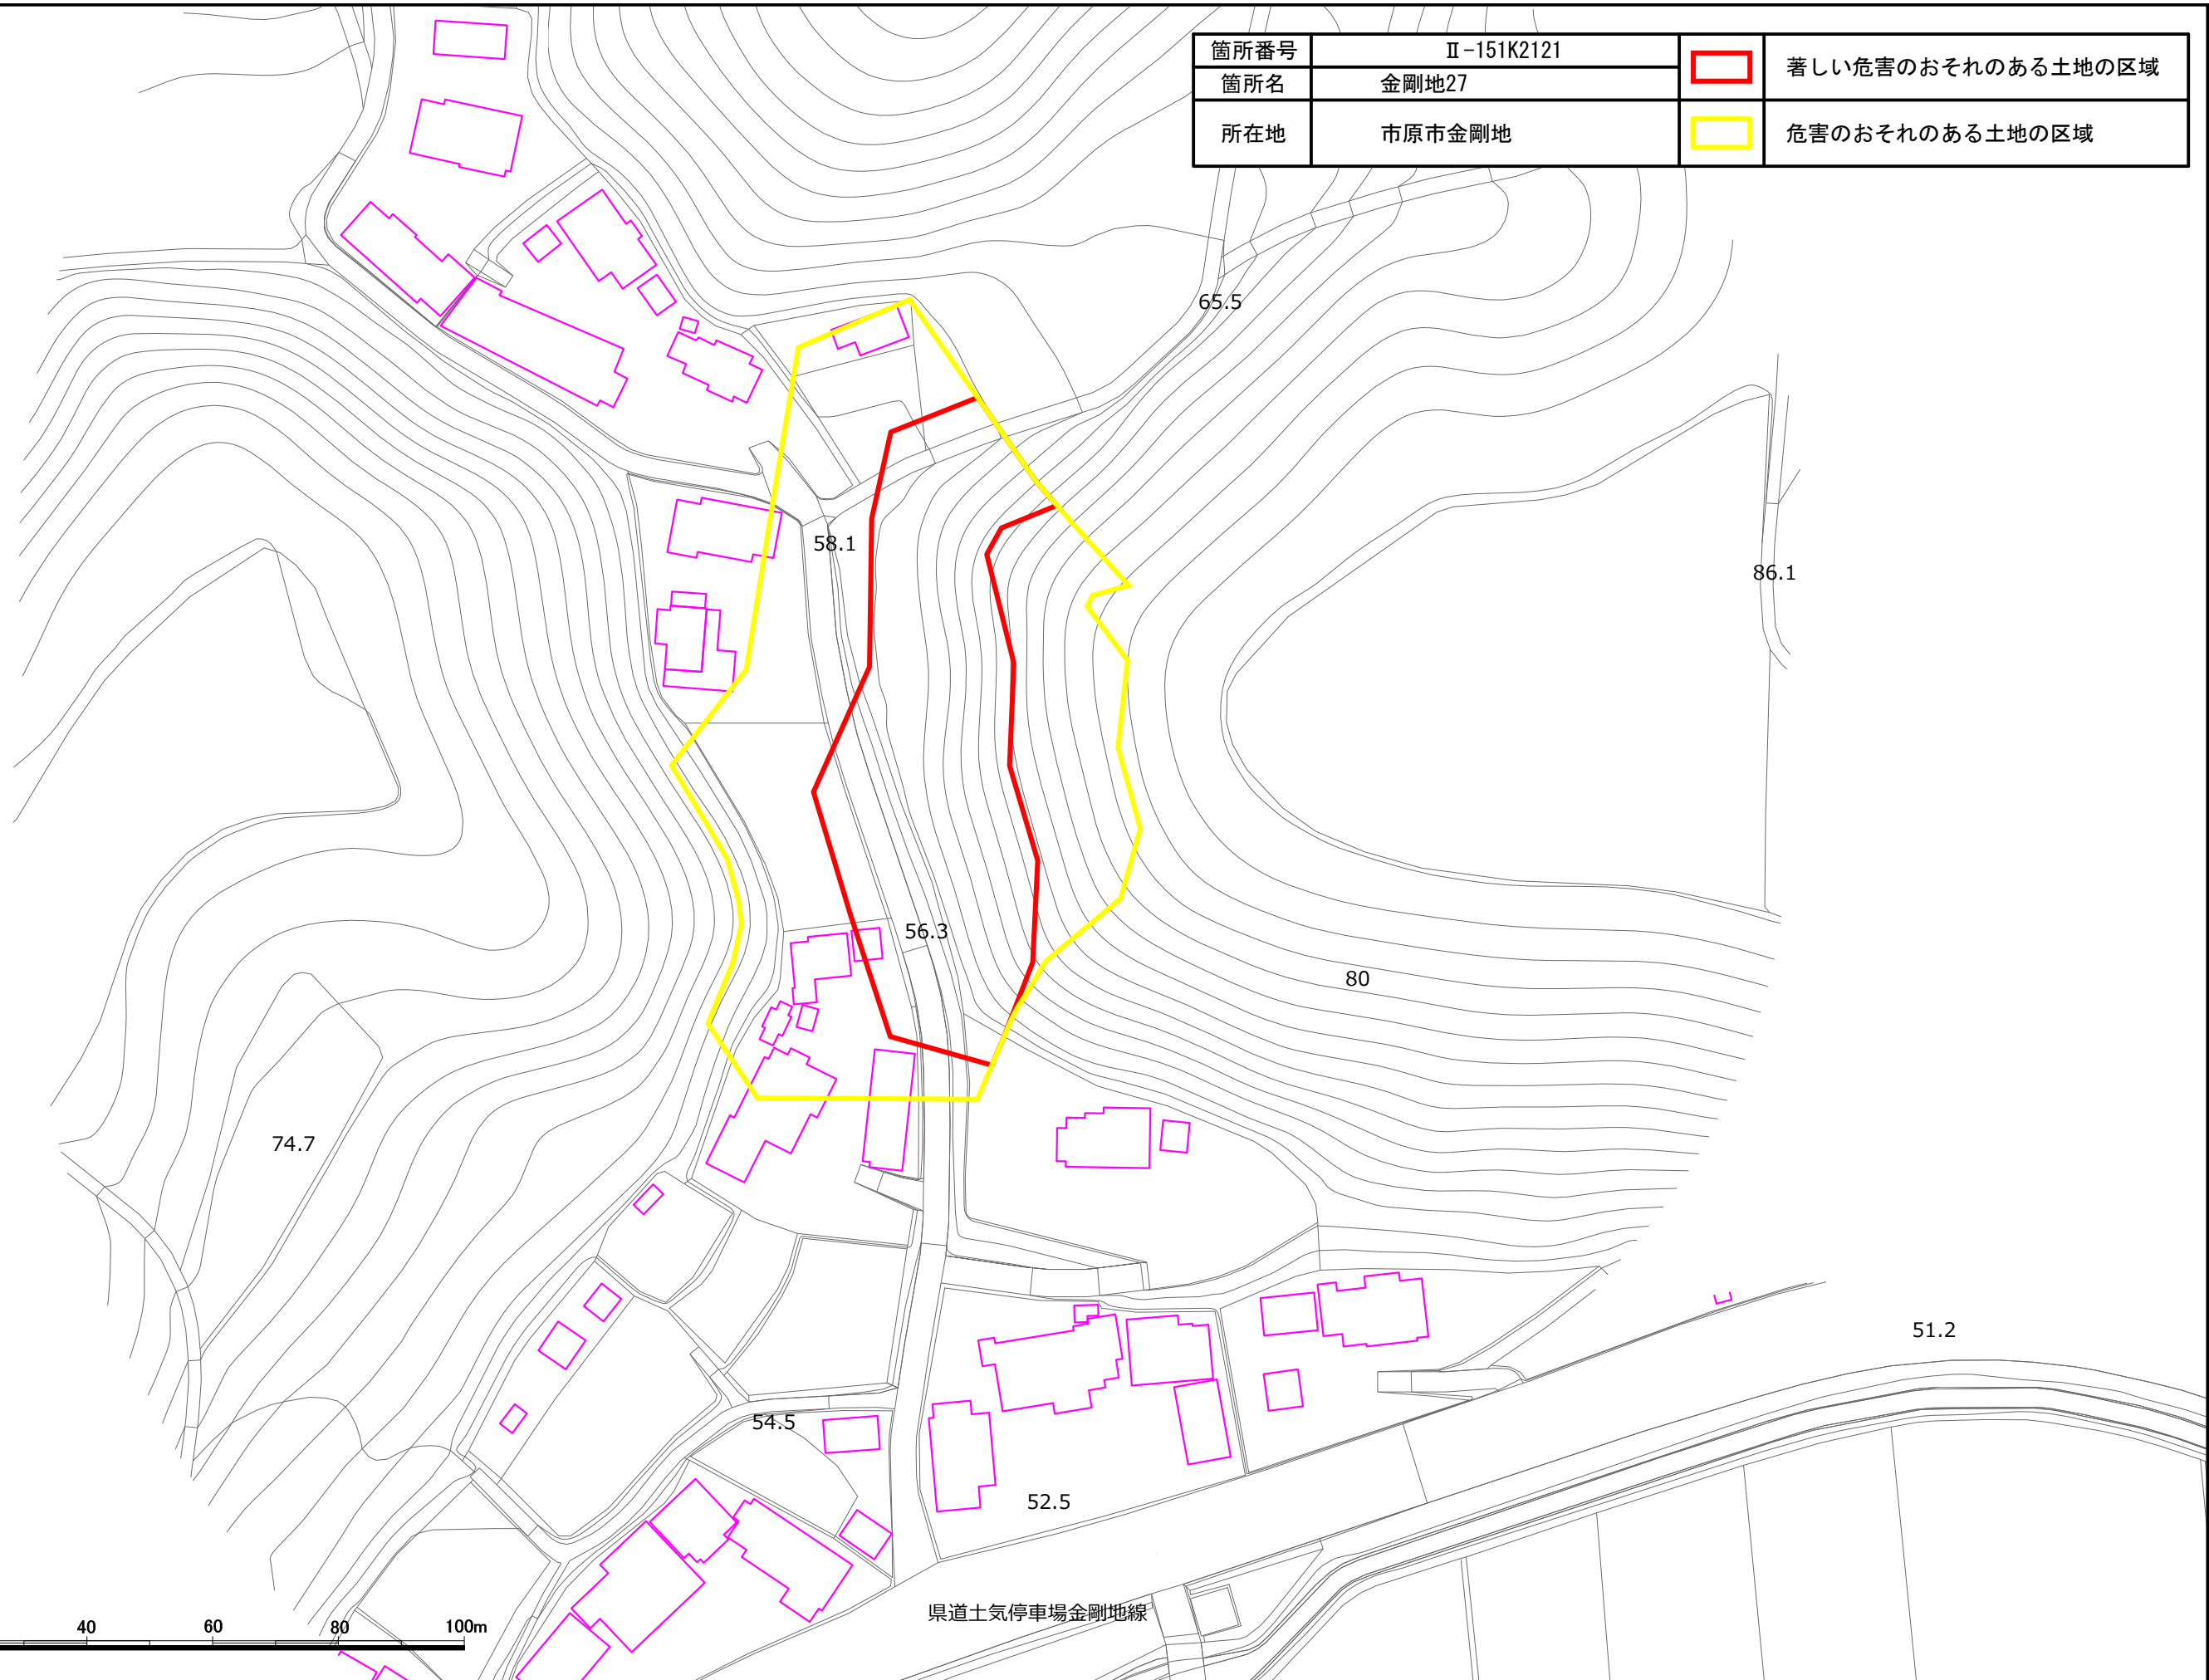 箇所番号 Ⅱ-151K2121 著しい危害のおそれのある土地の区域
箇所名 金剛地27
所在地 市原市金剛地 危害のおそれのある土地の区域
65.5
58.1
86.1
56.3
80
74.7
51.2
54.5
52.5
県道土気停車場金剛地線
40 60 80 100m